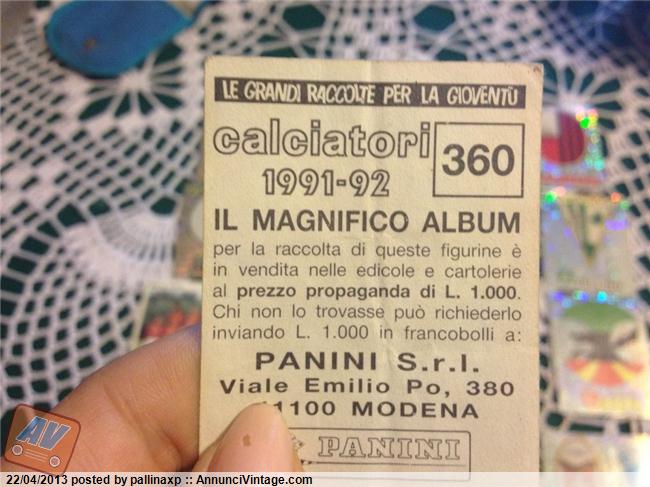 LE GRANDI RACCOLTE PER LA GIOVENTÙ
calciatori
1991-92
360
IL MAGNIFICO ALBUM
per la raccolta di queste figurine è
in vendita nelle edicole e cartolerie
al prezzo propaganda di L. 1.000.
Chi non lo trovasse può richiederlo
inviando L. 1.000 in francobolli a:
PANINI S.r.l.
Viale Emilio Po, 380
41100 MODENA
PANINI
AV
22/04/2013 posted by pallinaxp :: AnnunciVintage.com